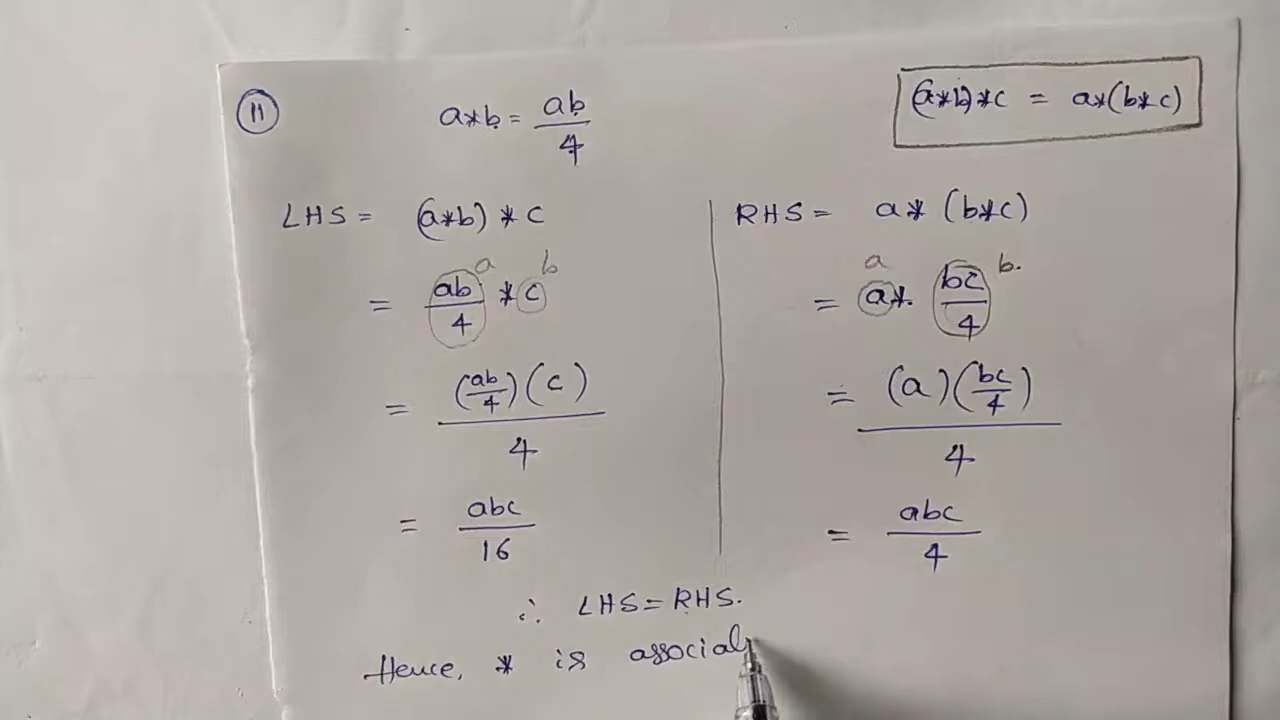 11
a*b = ab/4
(a*b)*c = a*(b*c)
LHS = (a*b) * c
a b
= ab/4 * c
= (ab/4)(c)/4
= abc/16
RHS = a* (b*c)
a b.
= a*. bc/4
= (a)(bc/4)/4
= abc/4
∴ LHS = RHS.
Hence, * is associat